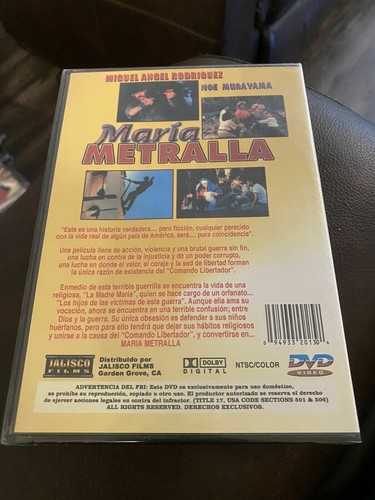 MIGUEL ANGEL RODRIGUEZ
NOE MURAYAMA
María
METRALLA
"Esta es una historia verdadera... pero ficción, cualquier parecido
con la vida real de algún país de América, será... pura coincidencia".
Una película llena de acción, violencia y una brutal guerra sin fin,
una lucha en contra de la injusticia y de un poder corrupto,
una lucha en donde el valor, el coraje y la sed de libertad forman
la única razón de existencia del "Comando Libertador".
Enmedio de esta terrible guerrilla se encuentra la vida de una
religiosa, "La Madre María", quien se hace cargo de un orfanato...
"Los hijos de las víctimas de esta guerra". Aunque ella ama su
vocación, ahora se encuentra en una terrible confusión; entre
Dios y la guerra. Su única obsesión es defender a sus niños
huérfanos, pero para ello tendrá que dejar sus hábitos religiosos
y unirse a la causa del "Comando Libertador", y convertirse en...
MARIA METRALLA
0 94933 20130 6
JALISCO
FILMS
Distribuido por
JALISCO FILMS
Garden Grove, CA
DOLBY
DIGITAL
NTSC/COLOR
DVD
VIDEO
ADVERTENCIA DEL FBI: Este DVD es exclusivamente para uso doméstico,
se prohíbe su reproducción, copiado u otro uso. El productor autorizado se reserva el derecho
de ejercer acciones legales en contra del infractor. (TITLE 17, USA CODE SECTIONS 501 & 506)
ALL RIGHTS RESERVED. DERECHOS EXCLUSIVOS.